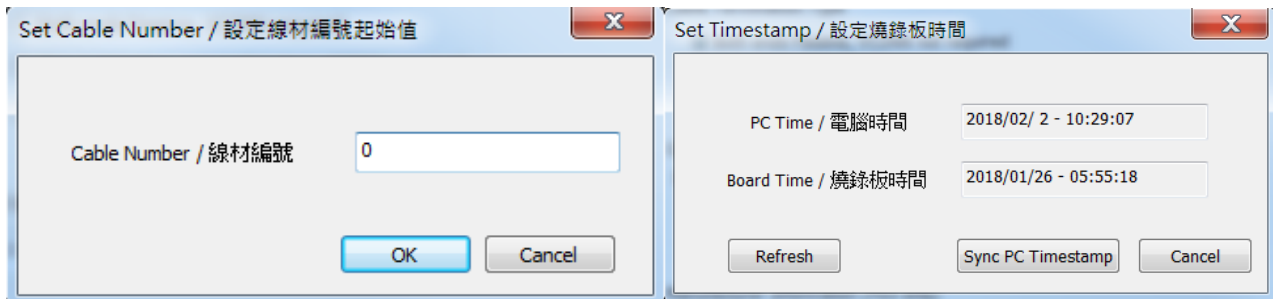 Set Cable Number / 設定線材編號起始值
Cable Number / 線材編號
0
OK
Cancel
Set Timestamp / 設定燒錄板時間
PC Time / 電腦時間
2018/02/ 2 - 10:29:07
Board Time / 燒錄板時間
2018/01/26 - 05:55:18
Refresh
Sync PC Timestamp
Cancel